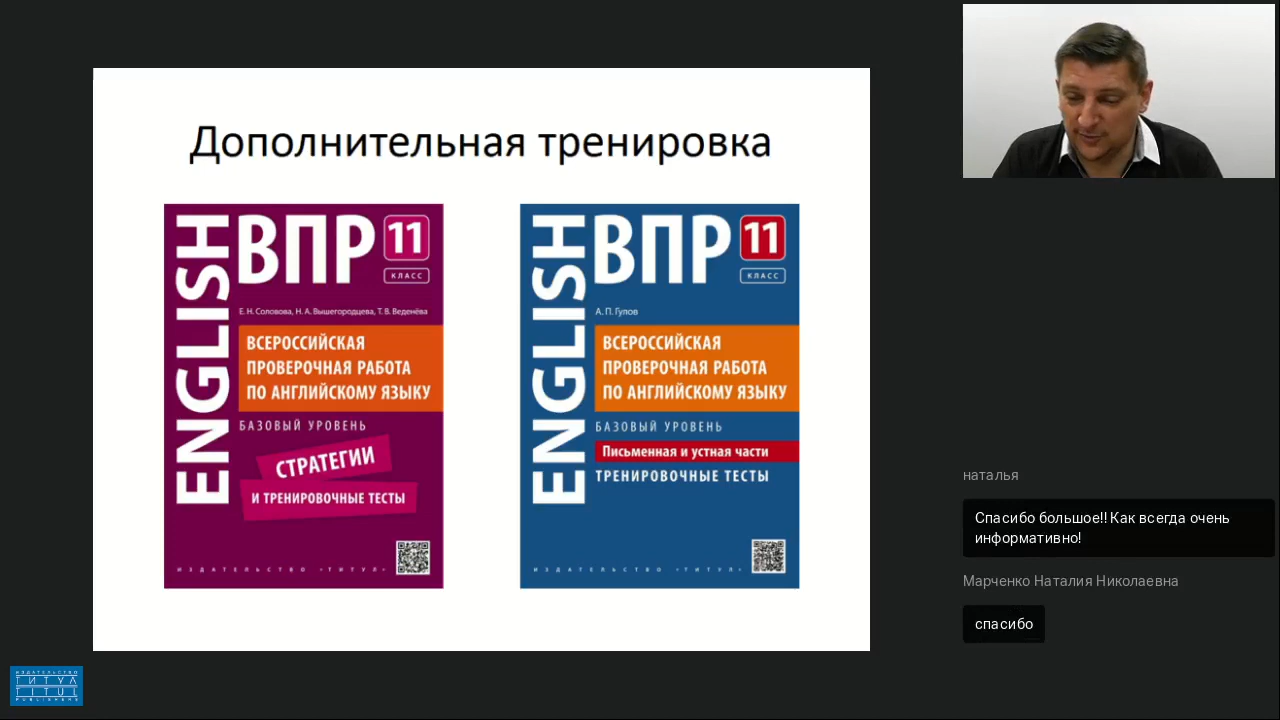 Дополнительная тренировка
ENGLISH
ВПР
11
КЛАСС
Е. Н. Соловова, Н. А. Вышегородцева, Т. В. Веденёва
ВСЕРОССИЙСКАЯ
ПРОВЕРОЧНАЯ РАБОТА
ПО АНГЛИЙСКОМУ ЯЗЫКУ
БАЗОВЫЙ УРОВЕНЬ
СТРАТЕГИИ
И ТРЕНИРОВОЧНЫЕ ТЕСТЫ
ИЗДАТЕЛЬСТВО «ТИТУЛ»
ENGLISH
ВПР
11
КЛАСС
А. П. Гулов
ВСЕРОССИЙСКАЯ
ПРОВЕРОЧНАЯ РАБОТА
ПО АНГЛИЙСКОМУ ЯЗЫКУ
БАЗОВЫЙ УРОВЕНЬ
Письменная и устная части
ТРЕНИРОВОЧНЫЕ ТЕСТЫ
ИЗДАТЕЛЬСТВО «ТИТУЛ»
наталья
Спасибо большое!! Как всегда очень
информативно!
Марченко Наталия Николаевна
спасибо
ИЗДАТЕЛЬСТВО
ТИТУЛ
TITUL
PUBLISHERS